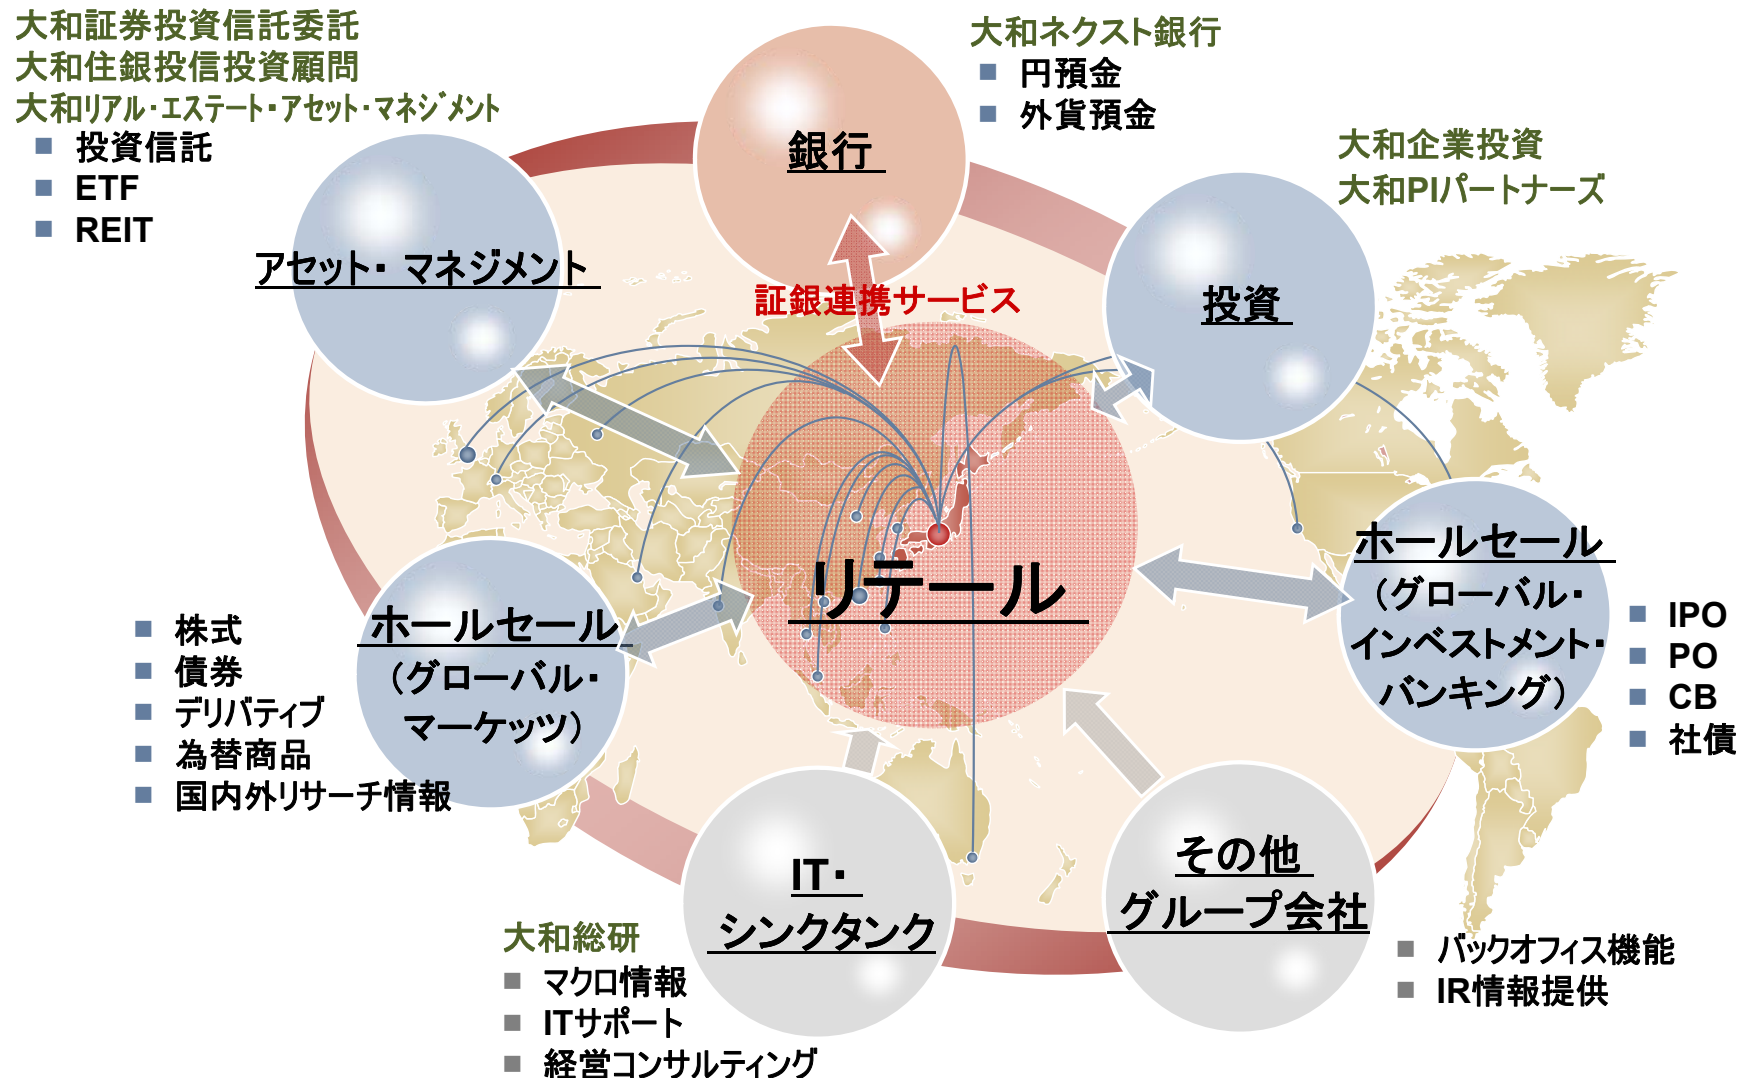 大和証券投資信託委託
大和住銀投信投資顧問
大和リアル・エステート・アセット・マネジメント
投資信託
ETF
REIT
アセット・ マネジメント
銀行
大和ネクスト銀行
円預金
外貨預金
大和企業投資
大和PIパートナーズ
投資
証銀連携サービス
リテール
ホールセール
（グローバル・
マーケッツ）
株式
債券
デリバティブ
為替商品
国内外リサーチ情報
ホールセール
（グローバル・
インベストメント・
バンキング）
IPO
PO
CB
社債
IT・
シンクタンク
大和総研
マクロ情報
ITサポート
経営コンサルティング
その他
グループ会社
バックオフィス機能
IR情報提供